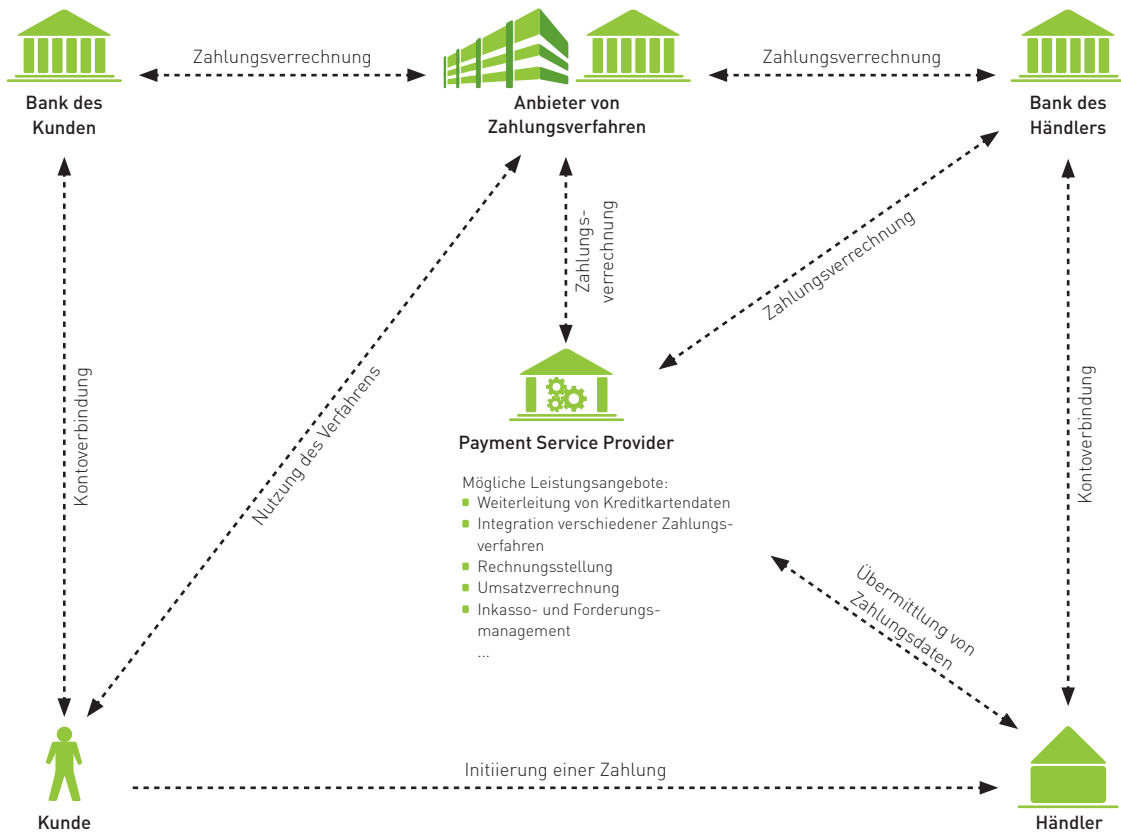 Zahlungsverrechnung
Zahlungsverrechnung
Bank des
Kunden
Anbieter von
Zahlungsverfahren
Bank des
Händlers
Zahlungs-
verrechnung
Zahlungsverrechnung
Kontoverbindung
Nutzung des Verfahrens
Kontoverbindung
Payment Service Provider
Mögliche Leistungsangebote:
Weiterleitung von Kreditkartendaten
Integration verschiedener Zahlungs-
verfahren
Rechnungsstellung
Umsatzverrechnung
Inkasso- und Forderungs-
management
...
Übermittlung von
Zahlungsdaten
Initiierung einer Zahlung
Kunde
Händler